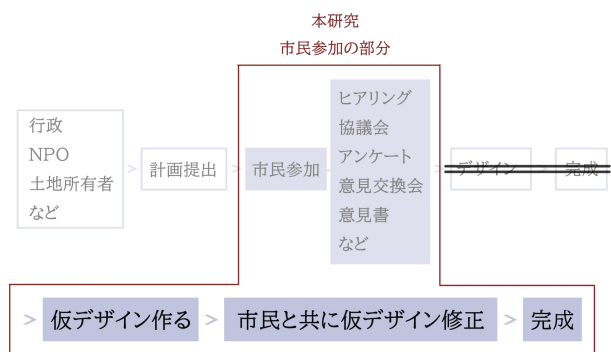 本研究
市民参加の部分
行政
NPO
土地所有者
など
> 計画提出 >
市民参加
ヒアリング
協議会
アンケート
意見交換会
意見書
など
> デザイン > 完成
> 仮デザイン作る > 市民と共に仮デザイン修正 > 完成